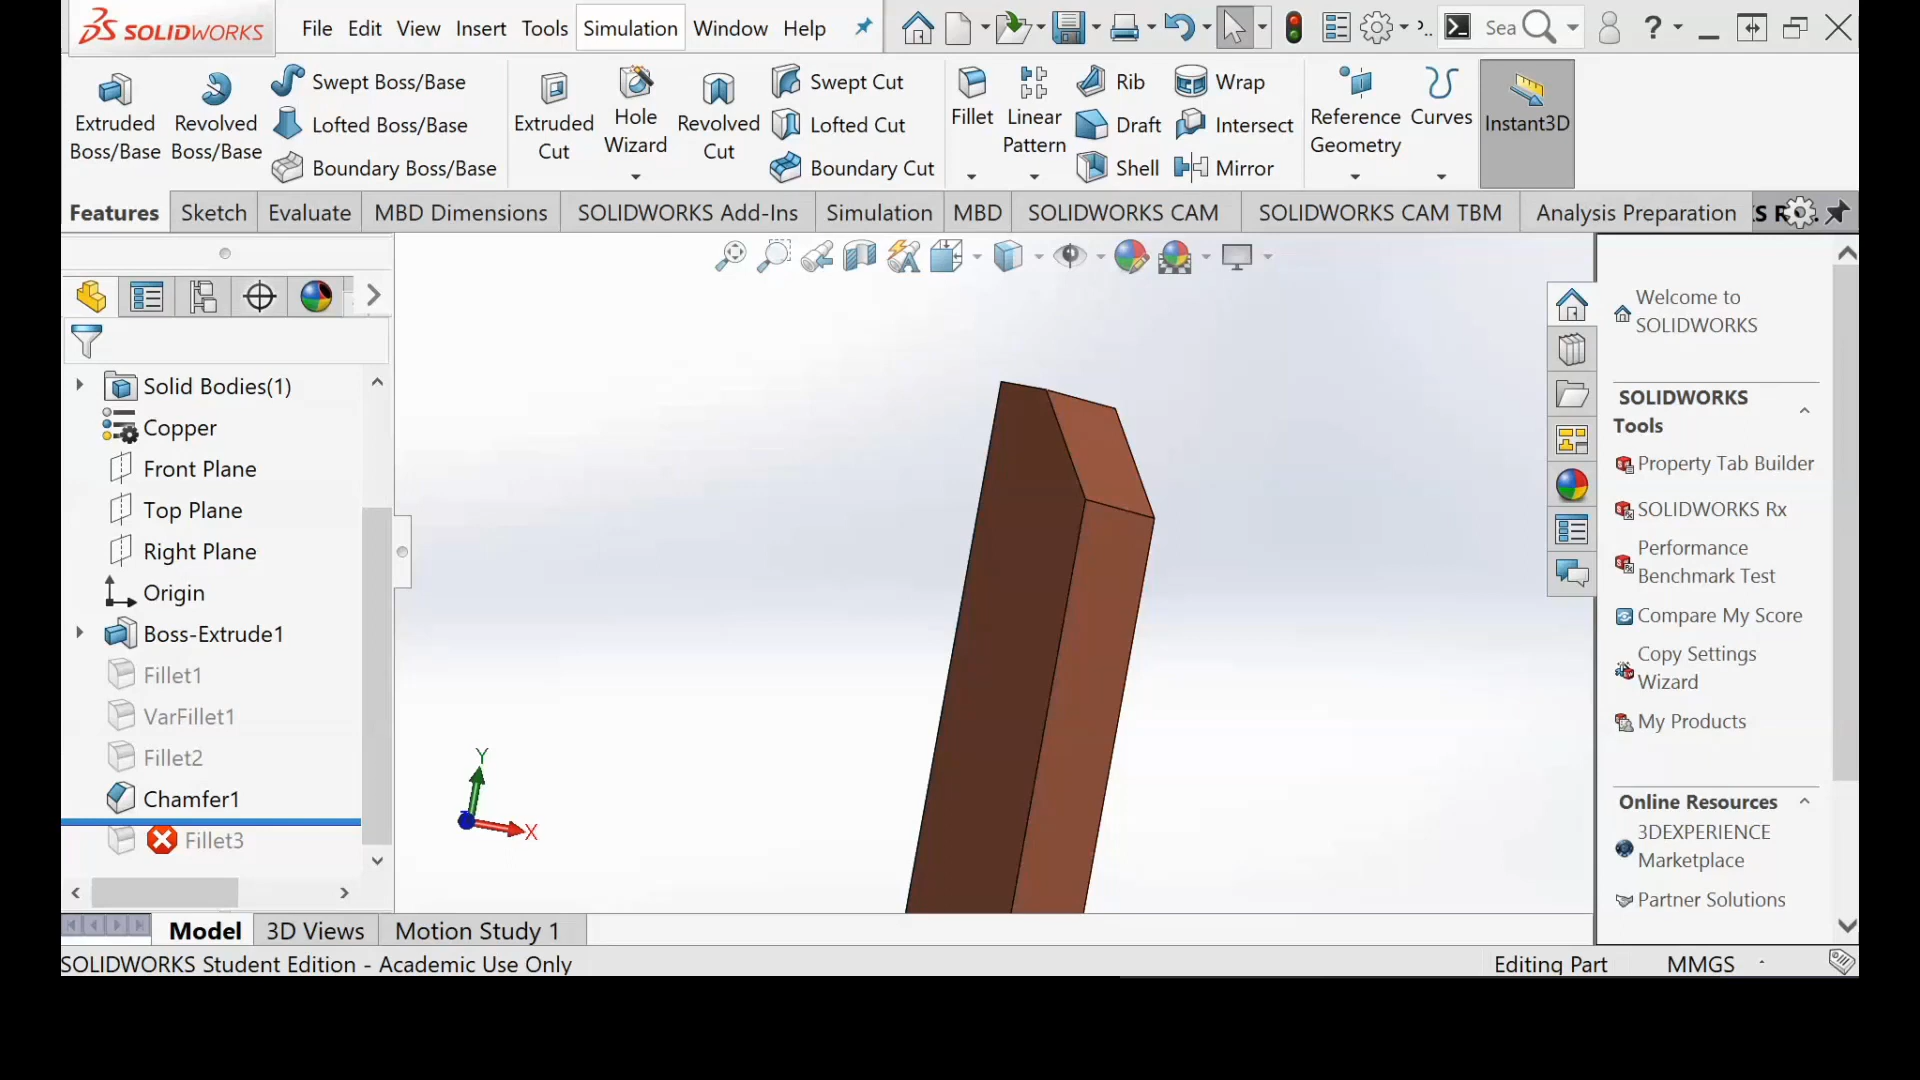 SOLIDWORKS File Edit View Insert Tools Simulation Window Help Sea ?
Swept Boss/Base Swept Cut Rib Wrap
Extruded Boss/Base Revolved Boss/Base Lofted Boss/Base Extruded Cut Hole Wizard Revolved Cut Lofted Cut Fillet Linear Pattern Draft Intersect Reference Geometry Curves Instant3D
Boundary Boss/Base Boundary Cut Shell Mirror
Features Sketch Evaluate MBD Dimensions SOLIDWORKS Add-Ins Simulation MBD SOLIDWORKS CAM SOLIDWORKS CAM TBM Analysis Preparation
Solid Bodies(1)
Copper
Front Plane
Top Plane
Right Plane
Origin
Boss-Extrude1
Fillet1
VarFillet1
Fillet2
Chamfer1
Fillet3
Y
X
Welcome to
SOLIDWORKS
SOLIDWORKS
Tools
Property Tab Builder
SOLIDWORKS Rx
Performance
Benchmark Test
Compare My Score
Copy Settings
Wizard
My Products
Online Resources
3DEXPERIENCE
Marketplace
Partner Solutions
Model 3D Views Motion Study 1
SOLIDWORKS Student Edition - Academic Use Only Editing Part MMGS